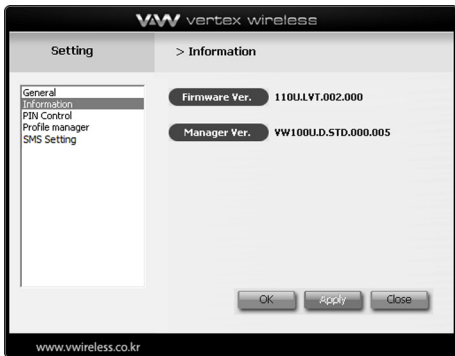 VW vertex wireless
Setting
> Information
General
Information
PIN Control
Profile manager
SMS Setting
Firmware Ver. 110U.LVT.002.000
Manager Ver. VW100U.D.STD.000.005
OK Apply Close
www.vwireless.co.kr